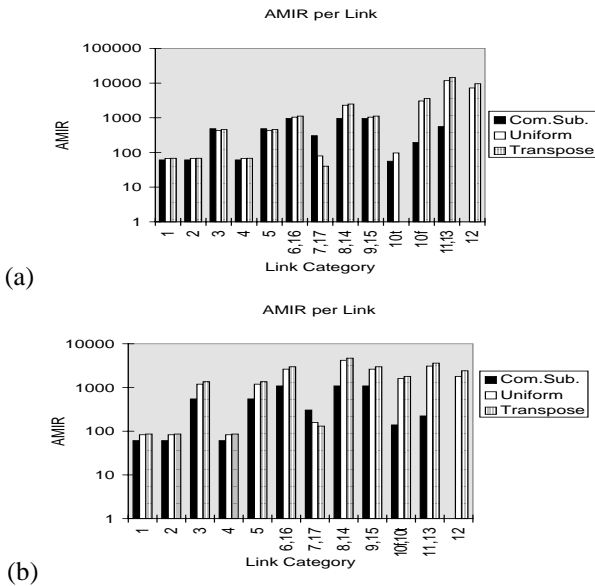 AMIR per Link
100000
10000
1000
100
10
1
AMIR
1 2 3 4 5 6,16 7,17 8,14 9,15 10t 10f 11,13 12
Link Category
Com.Sub.
Uniform
Transpose
(a)
AMIR per Link
10000
1000
100
10
1
AMIR
1 2 3 4 5 6,16 7,17 8,14 9,15 10f,10t 11,13 12
Link Category
Com.Sub.
Uniform
Transpose
(b)